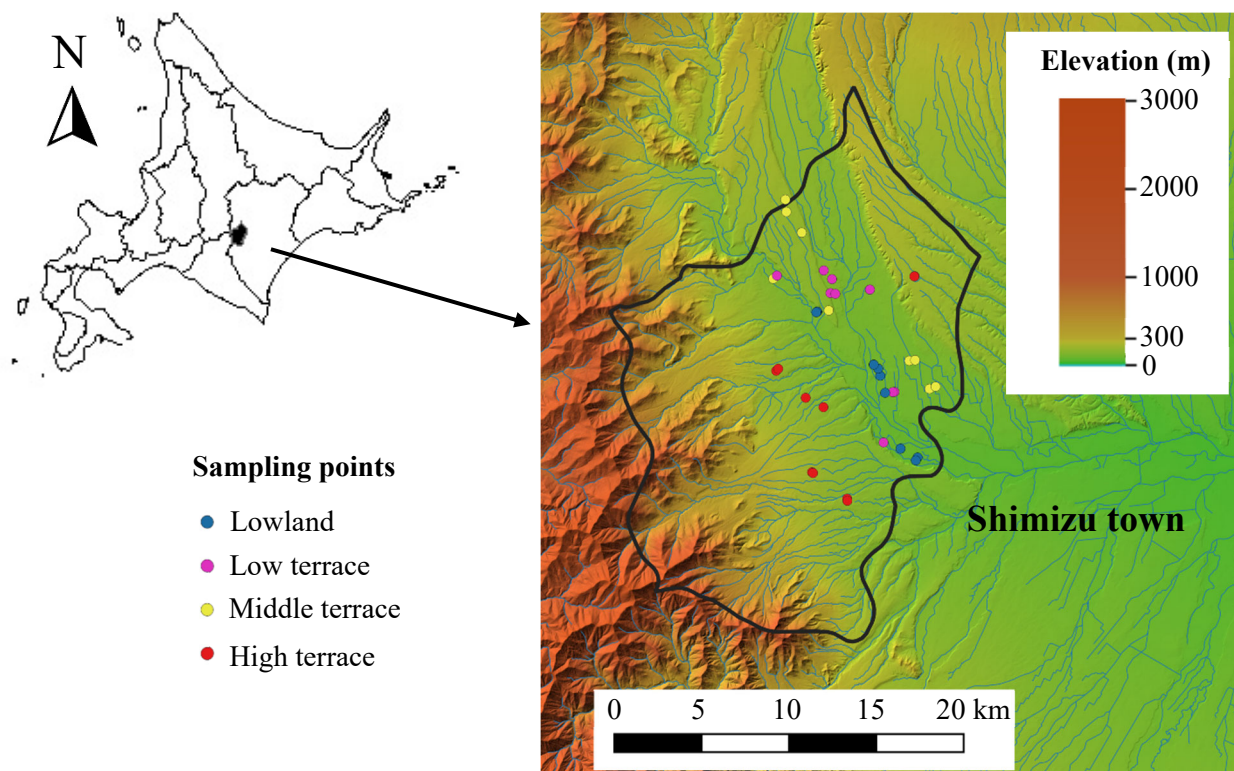 N
Elevation (m)
3000
2000
1000
300
0
Sampling points
Lowland
Low terrace
Middle terrace
High terrace
Shimizu town
0 5 10 15 20 km